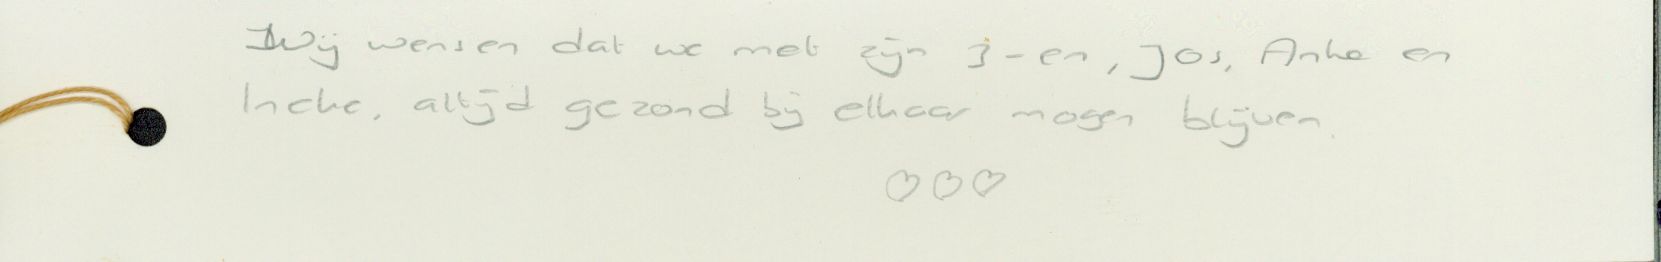 Wij wensen dat we met zijn 3-en, Jos, Anke en
Ineke, altijd gezond bij elkaar mogen blijven.
♡♡♡